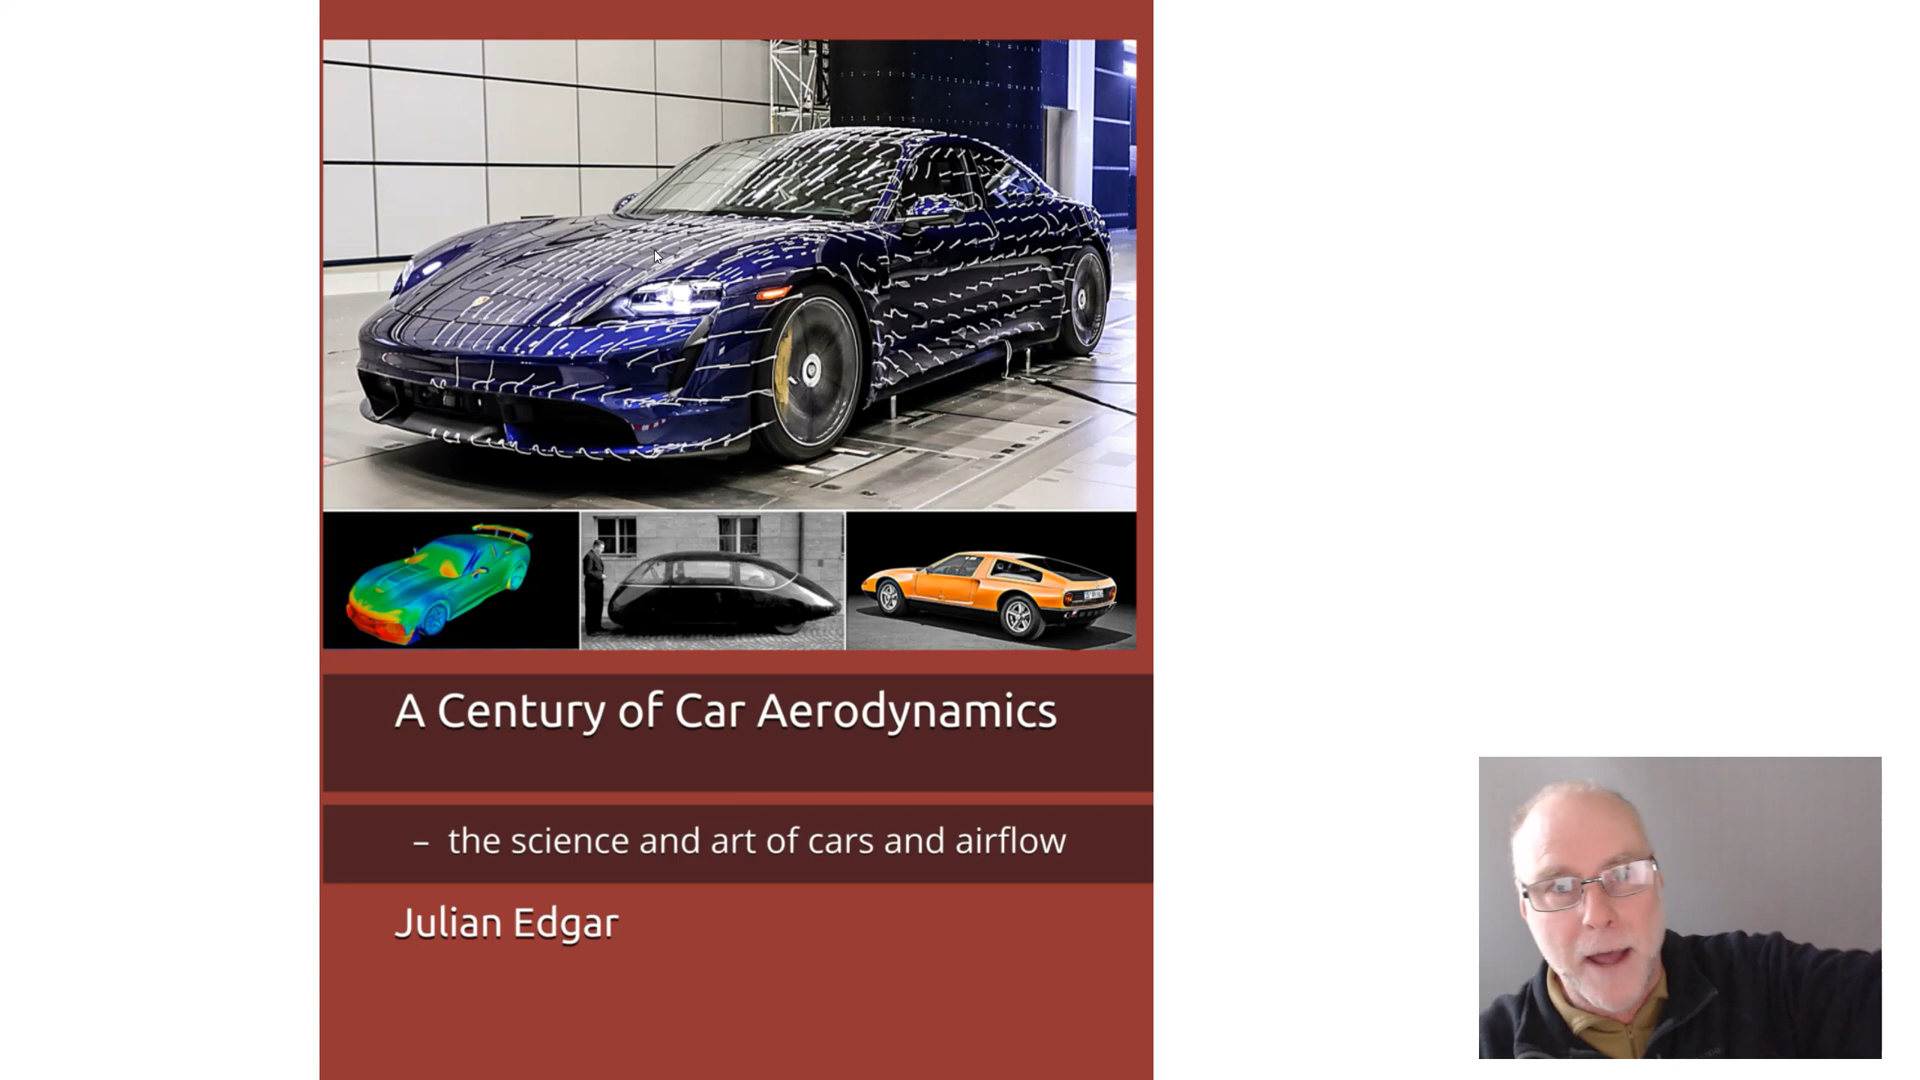 A Century of Car Aerodynamics
– the science and art of cars and airflow
Julian Edgar